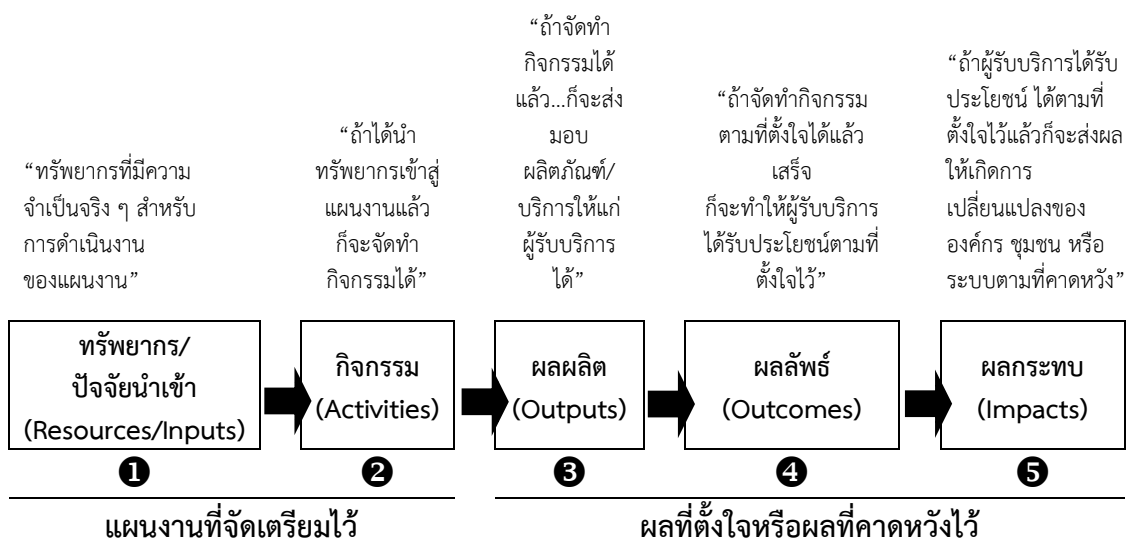 “ทรัพยากรที่มีความ
จำเป็นจริง ๆ สำหรับ
การดำเนินงาน
ของแผนงาน”
“ถ้าได้นำ
ทรัพยากรเข้าสู่
แผนงานแล้ว
ก็จะจัดทำ
กิจกรรมได้”
“ถ้าจัดทำ
กิจกรรมได้
แล้ว...ก็จะส่ง
มอบ
ผลิตภัณฑ์/
บริการให้แก่
ผู้รับบริการ
ได้”
“ถ้าจัดทำกิจกรรม
ตามที่ตั้งใจได้แล้ว
เสร็จ
ก็จะทำให้ผู้รับบริการ
ได้รับประโยชน์ตามที่
ตั้งใจไว้”
“ถ้าผู้รับบริการได้รับ
ประโยชน์ ได้ตามที่
ตั้งใจไว้แล้วก็จะส่งผล
ให้เกิดการ
เปลี่ยนแปลงของ
องค์กร ชุมชน หรือ
ระบบตามที่คาดหวัง”
ทรัพยากร/
ปัจจัยนำเข้า
(Resources/Inputs)
กิจกรรม
(Activities)
ผลผลิต
(Outputs)
ผลลัพธ์
(Outcomes)
ผลกระทบ
(Impacts)
❶
❷
❸
❹
❺
แผนงานที่จัดเตรียมไว้
ผลที่ตั้งใจหรือผลที่คาดหวังไว้